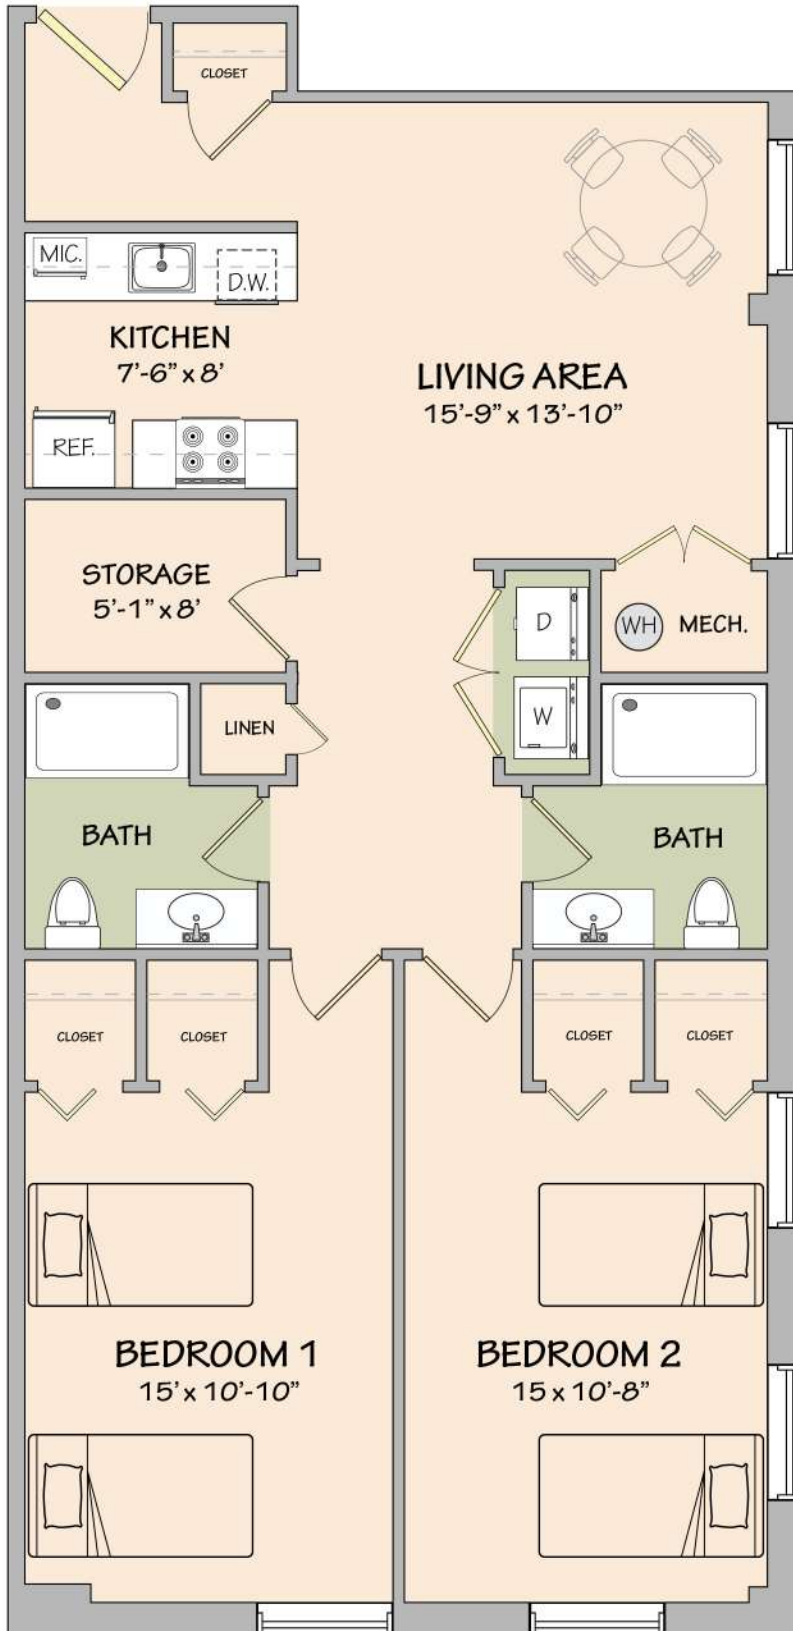 CLOSET
MIC.
D.W.
KITCHEN
7'-6" x 8'
LIVING AREA
15'-9" x 13'-10"
REF.
STORAGE
5'-1" x 8'
D
WH
MECH.
W
LINEN
BATH
BATH
CLOSET
CLOSET
CLOSET
CLOSET
BEDROOM 1
15' x 10'-10"
BEDROOM 2
15 x 10'-8"